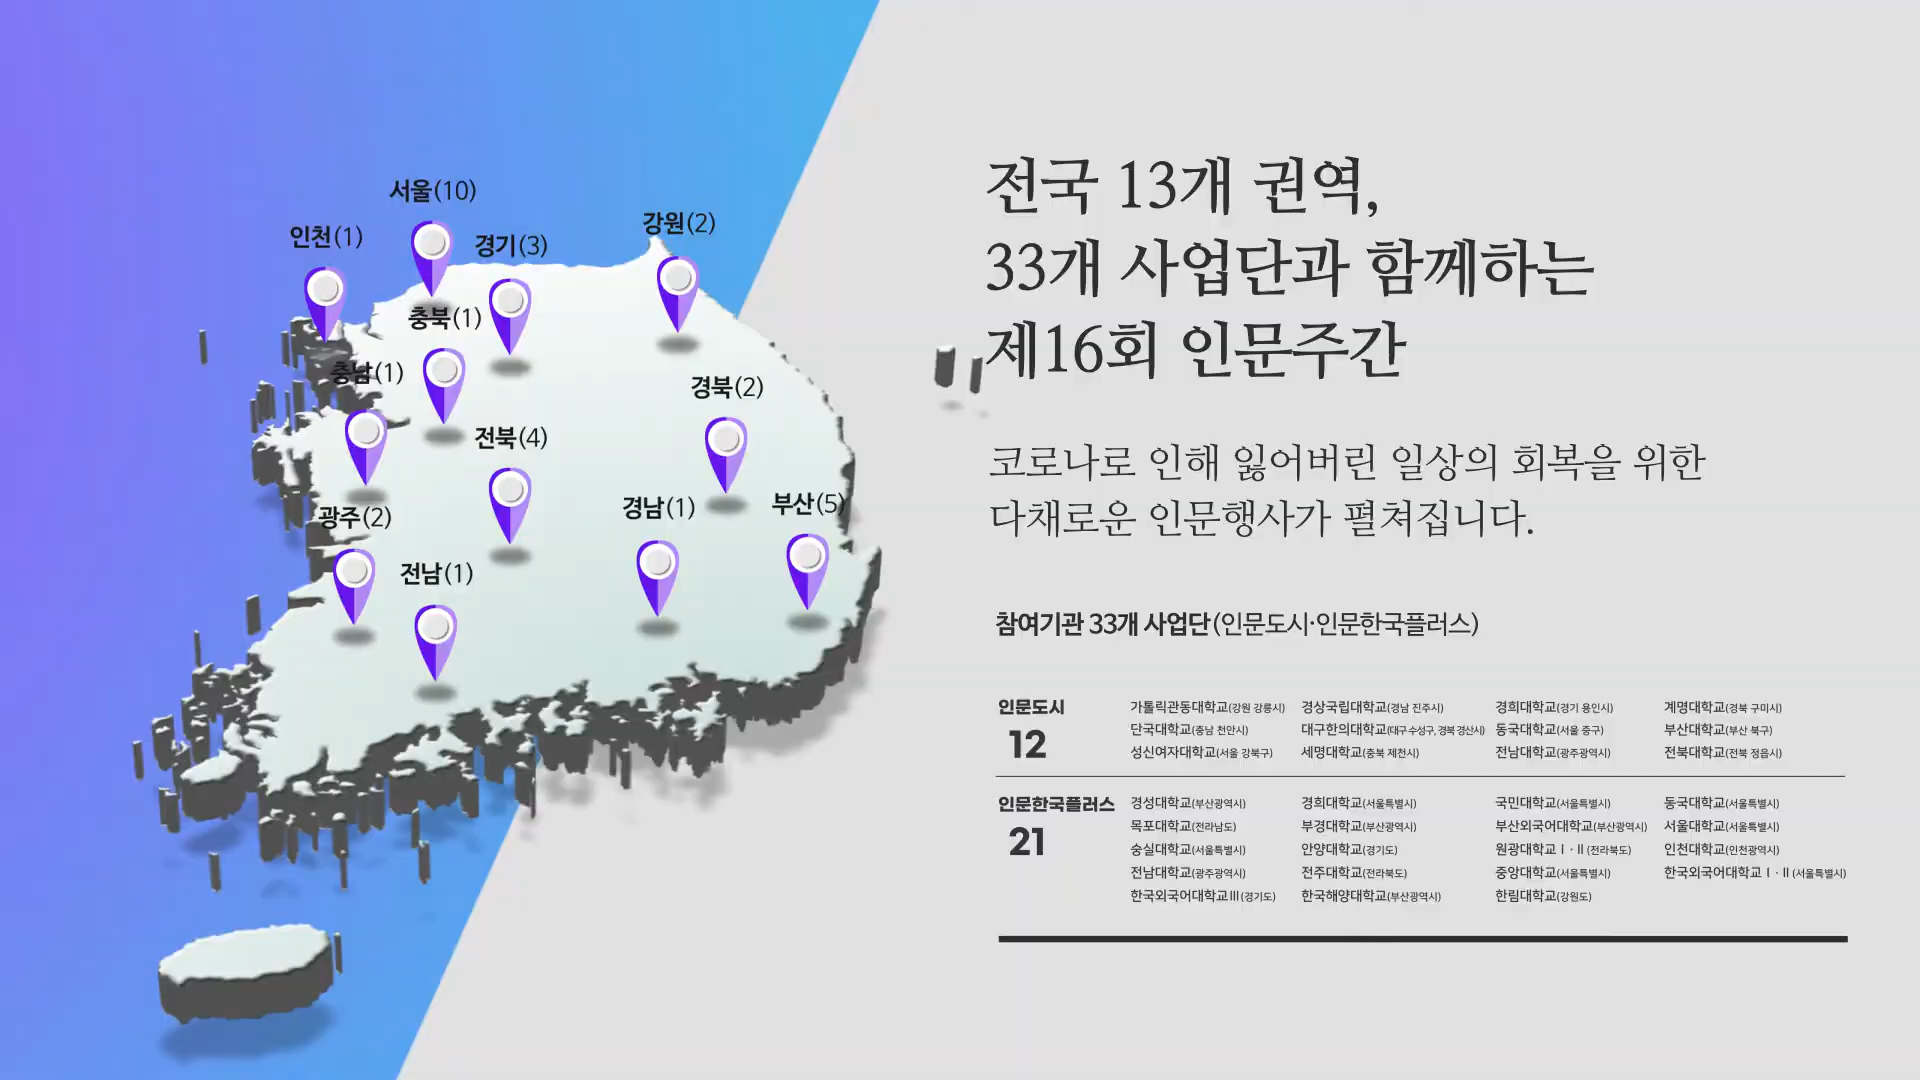 전국 13개 권역,
33개 사업단과 함께하는
제16회 인문주간
코로나로 인해 잃어버린 일상의 회복을 위한
다채로운 인문행사가 펼쳐집니다.
참여기관 33개 사업단(인문도시·인문한국플러스)
인문도시
12
가톨릭관동대학교(강원 강릉시) 경상국립대학교(경남 진주시) 경희대학교(경기 용인시) 계명대학교(경북 구미시)
단국대학교(충남 천안시) 대구한의대학교(대구 수성구, 경북 경산시) 동국대학교(서울 중구) 부산대학교(부산 북구)
성신여자대학교(서울 강북구) 세명대학교(충북 제천시) 전남대학교(광주광역시) 전북대학교(전북 정읍시)
인문한국플러스
21
경성대학교(부산광역시) 경희대학교(서울특별시) 국민대학교(서울특별시) 동국대학교(서울특별시)
목포대학교(전라남도) 부경대학교(부산광역시) 부산외국어대학교(부산광역시) 서울대학교(서울특별시)
숭실대학교(서울특별시) 안양대학교(경기도) 원광대학교Ⅰ·Ⅱ(전라북도) 인천대학교(인천광역시)
전남대학교(광주광역시) 전주대학교(전라북도) 중앙대학교(서울특별시) 한국외국어대학교Ⅰ·Ⅱ(서울특별시)
한국외국어대학교Ⅲ(경기도) 한국해양대학교(부산광역시) 한림대학교(강원도)
서울(10)
강원(2)
인천(1)
경기(3)
충북(1)
충남(1)
경북(2)
전북(4)
경남(1)
부산(5)
광주(2)
전남(1)